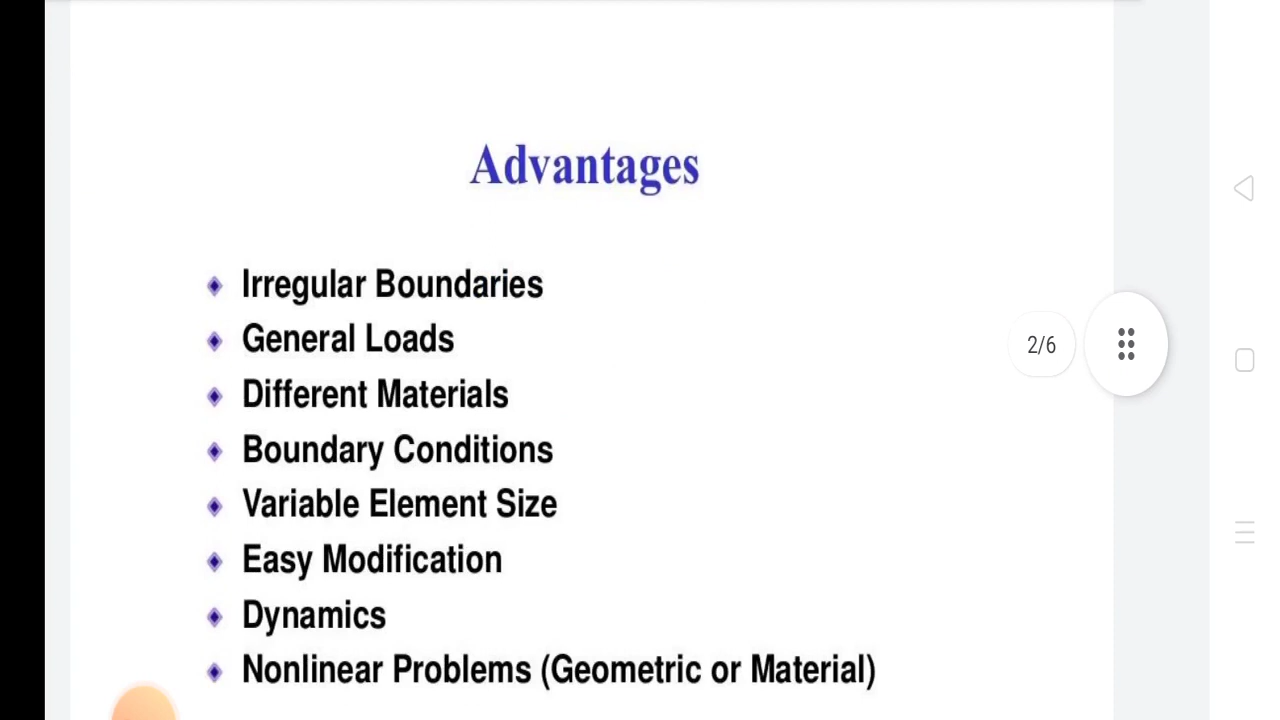 Advantages
Irregular Boundaries
General Loads
Different Materials
2/6
Boundary Conditions
Variable Element Size
Easy Modification
Dynamics
Nonlinear Problems (Geometric or Material)